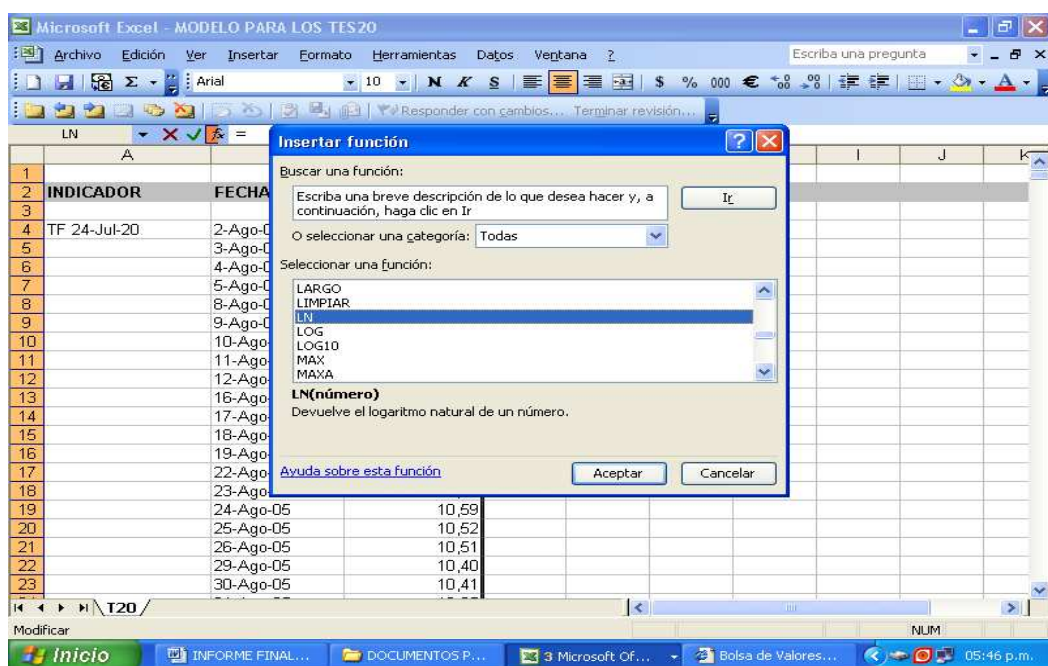 Microsoft Excel - MODELO PARA LOS TES20
Archivo Edición Ver Insertar Formato Herramientas Datos Ventana ? Escriba una pregunta
Σ Arial 10 N K S $ % 000 €
Responder con cambios... Terminar revisión...
LN =
A I J K
1
2 INDICADOR FECHA
3
4 TF 24-Jul-20 2-Ago-0
5 3-Ago-0
6 4-Ago-0
7 5-Ago-0
8 8-Ago-0
9 9-Ago-0
10 10-Ago-
11 11-Ago-
12 12-Ago-
13 16-Ago-
14 17-Ago-
15 18-Ago-
16 19-Ago-
17 22-Ago-
18 23-Ago-
19 24-Ago-05 10,59
20 25-Ago-05 10,52
21 26-Ago-05 10,51
22 29-Ago-05 10,40
23 30-Ago-05 10,41
Insertar función
Buscar una función:
Escriba una breve descripción de lo que desea hacer y, a
continuación, haga clic en Ir
Ir
O seleccionar una categoría: Todas
Seleccionar una función:
LARGO
LIMPIAR
LN
LOG
LOG10
MAX
MAXA
LN(número)
Devuelve el logaritmo natural de un número.
Ayuda sobre esta función Aceptar Cancelar
T20
Modificar NUM
Inicio INFORME FINAL... DOCUMENTOS P... 3 Microsoft Of... Bolsa de Valores... 05:46 p.m.